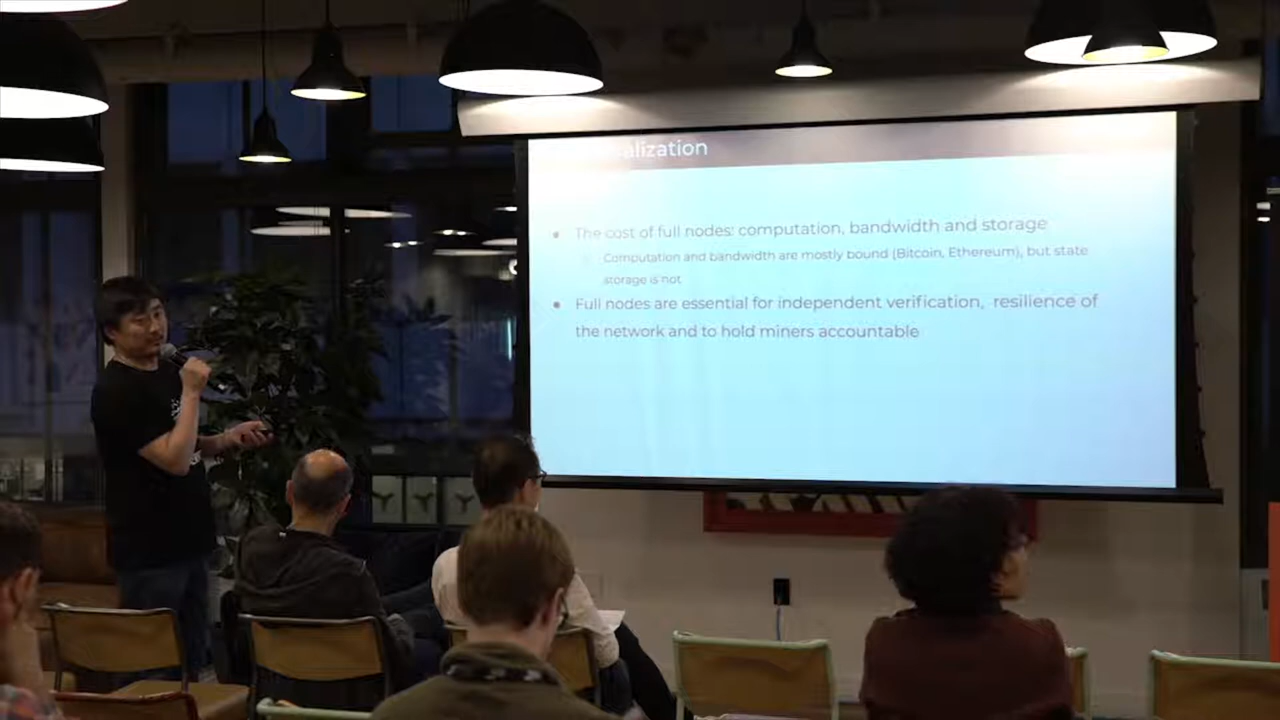 alization
The cost of full nodes: computation, bandwidth and storage
Computation and bandwidth are mostly bound (Bitcoin, Ethereum), but state
storage is not
Full nodes are essential for independent verification, resilience of
the network and to hold miners accountable